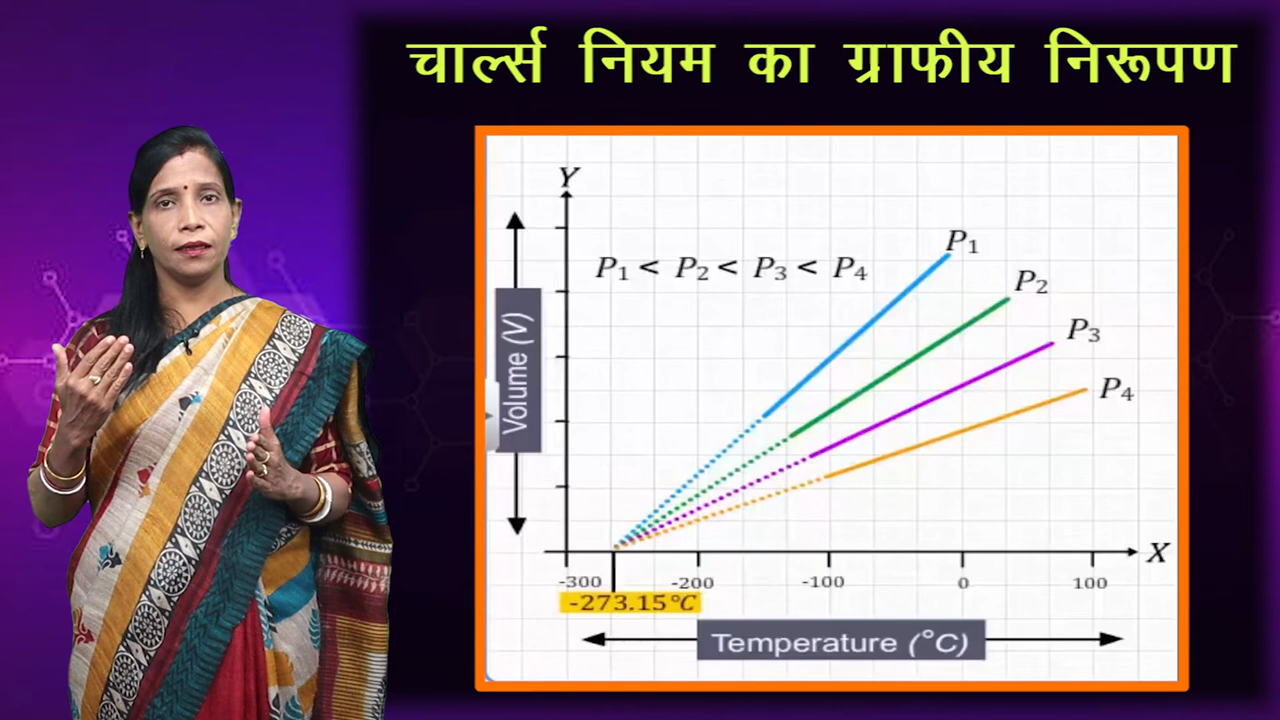 चार्ल्स नियम का ग्राफीय निरूपण
Y
P₁ < P₂ < P₃ < P₄
P₁
P₂
P₃
P₄
Volume (V)
X
-300 -200 -100 0 100
-273.15°C
Temperature (°C)